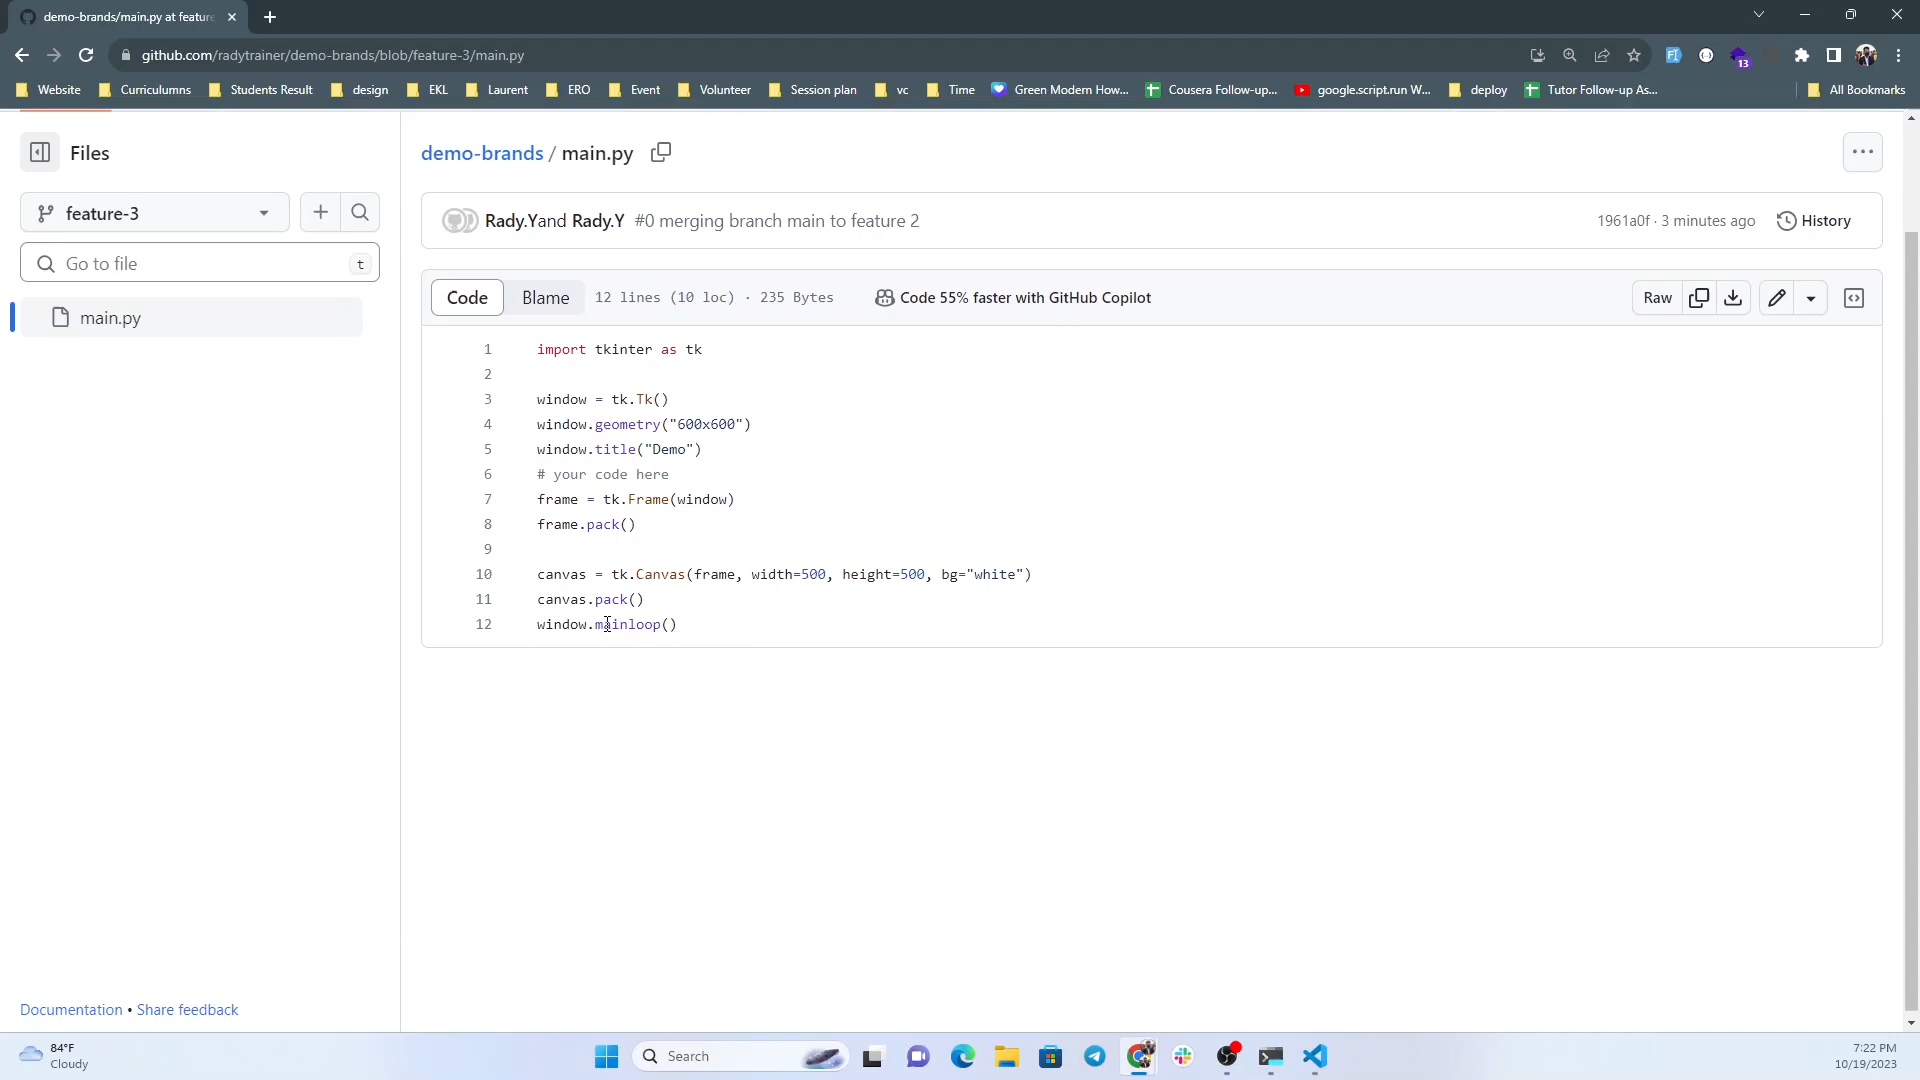 demo-brands/main.py at feature
github.com/radytrainer/demo-brands/blob/feature-3/main.py
13
Website Curriculumns Students Result design EKL Laurent ERO Event Volunteer Session plan vc Time Green Modern How... Cousera Follow-up... google.script.run W... deploy Tutor Follow-up As... All Bookmarks
Files
demo-brands / main.py
feature-3
Rady.Yand Rady.Y #0 merging branch main to feature 2 1961a0f · 3 minutes ago History
Go to file t
Code Blame 12 lines (10 loc) · 235 Bytes Code 55% faster with GitHub Copilot Raw
main.py
1 import tkinter as tk
2
3 window = tk.Tk()
4 window.geometry("600x600")
5 window.title("Demo")
6 # your code here
7 frame = tk.Frame(window)
8 frame.pack()
9
10 canvas = tk.Canvas(frame, width=500, height=500, bg="white")
11 canvas.pack()
12 window.mainloop()
Documentation • Share feedback
84°F
Cloudy
Search
7:22 PM
10/19/2023